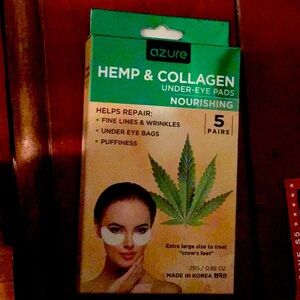 azure
HEMP & COLLAGEN
UNDER-EYE PADS
NOURISHING
HELPS REPAIR:
• FINE LINES & WRINKLES
• UNDER EYE BAGS
• PUFFINESS
5
PAIRS
Extra large size to treat
"crow's feet"
25G / 0.88 OZ.
MADE IN KOREA 한국산
$5